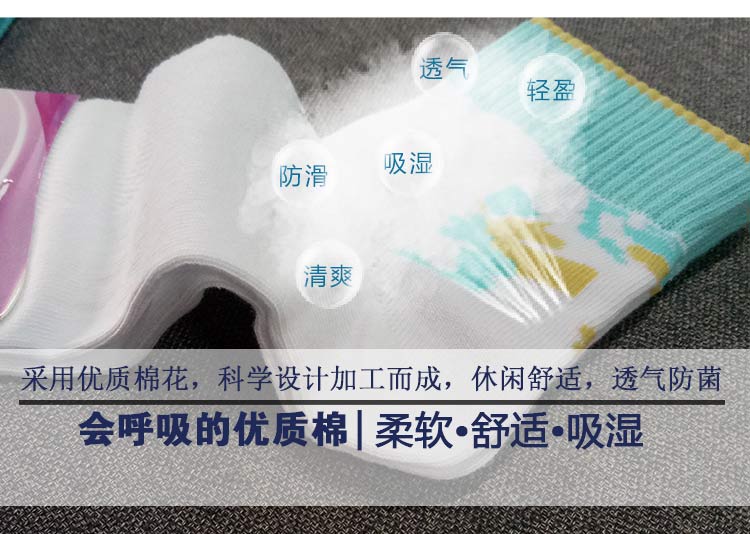 透气
轻盈
吸湿
防滑
清爽
采用优质棉花，科学设计加工而成，休闲舒适，透气防菌
会呼吸的优质棉|柔软•舒适•吸湿